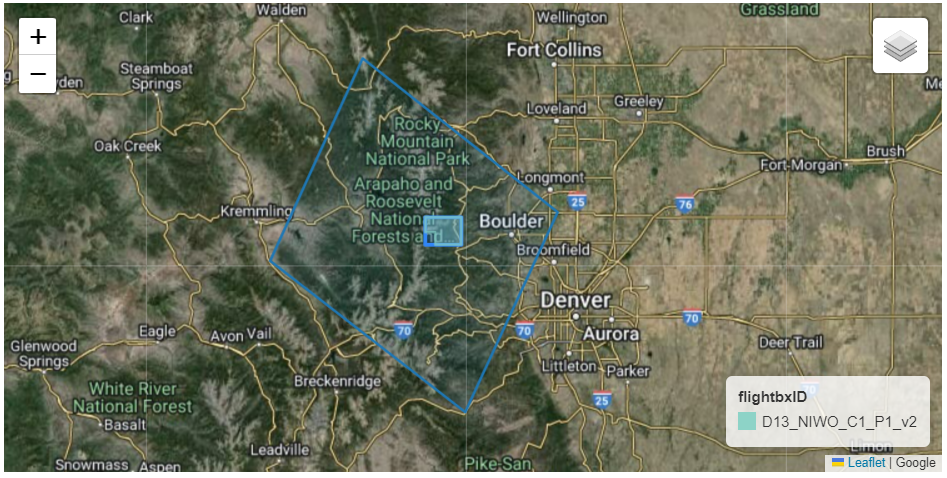 Clark
Walden
Wellington
Grassland
+
−
Fort Collins
Steamboat
Springs
yden
Loveland
Greeley
Rocky
Mountain
National Park
Oak Creek
Fort-Morgan
Brush
Arapaho and
Roosevelt
National
Forests and...
Longmont
25
76
Kremmling
Boulder
Broomfield
Denver
70
70
70
Aurora
Eagle
Avon
Vail
Deer Trail
Glenwood
Springs
Littleton
Parker
Breckenridge
25
White River
National Forest
Basalt
flightbxID
D13_NIWO_C1_P1_v2
70
Leadville
Limon
Snowmass
Aspen
Pike-San
Leaflet | Google